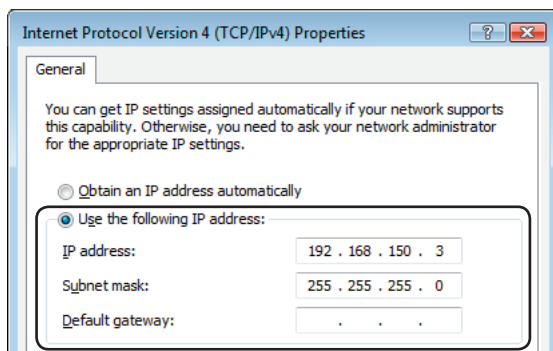 Internet Protocol Version 4 (TCP/IPv4) Properties
General
You can get IP settings assigned automatically if your network supports
this capability. Otherwise, you need to ask your network administrator
for the appropriate IP settings.
Obtain an IP address automatically
Use the following IP address:
IP address: 192 . 168 . 150 . 3
Subnet mask: 255 . 255 . 255 . 0
Default gateway: . . .